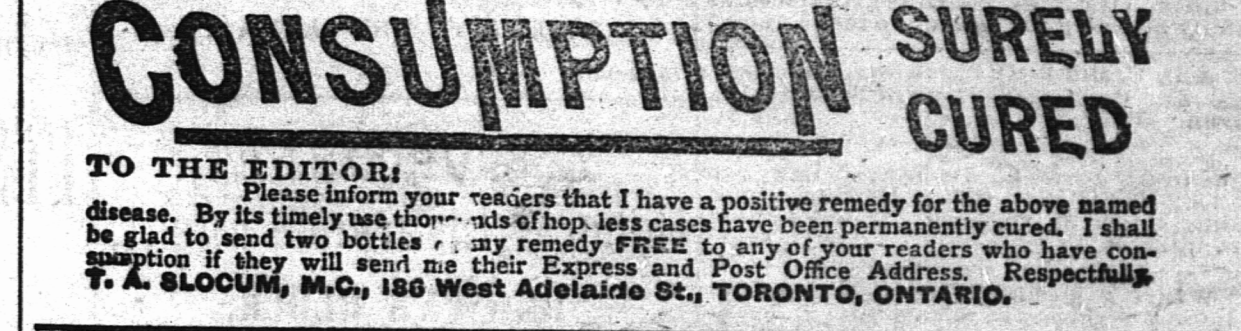 CONSUMPTION SURELY
CURED
TO THE EDITOR:
Please inform your readers that I have a positive remedy for the above named
disease. By its timely use thousands of hopeless cases have been permanently cured. I shall
be glad to send two bottles my remedy FREE to any of your readers who have con-
sumption if they will send me their Express and Post Office Address. Respectfully,
T. A. SLOCUM, M.C., 186 West Adelaide St., TORONTO, ONTARIO.